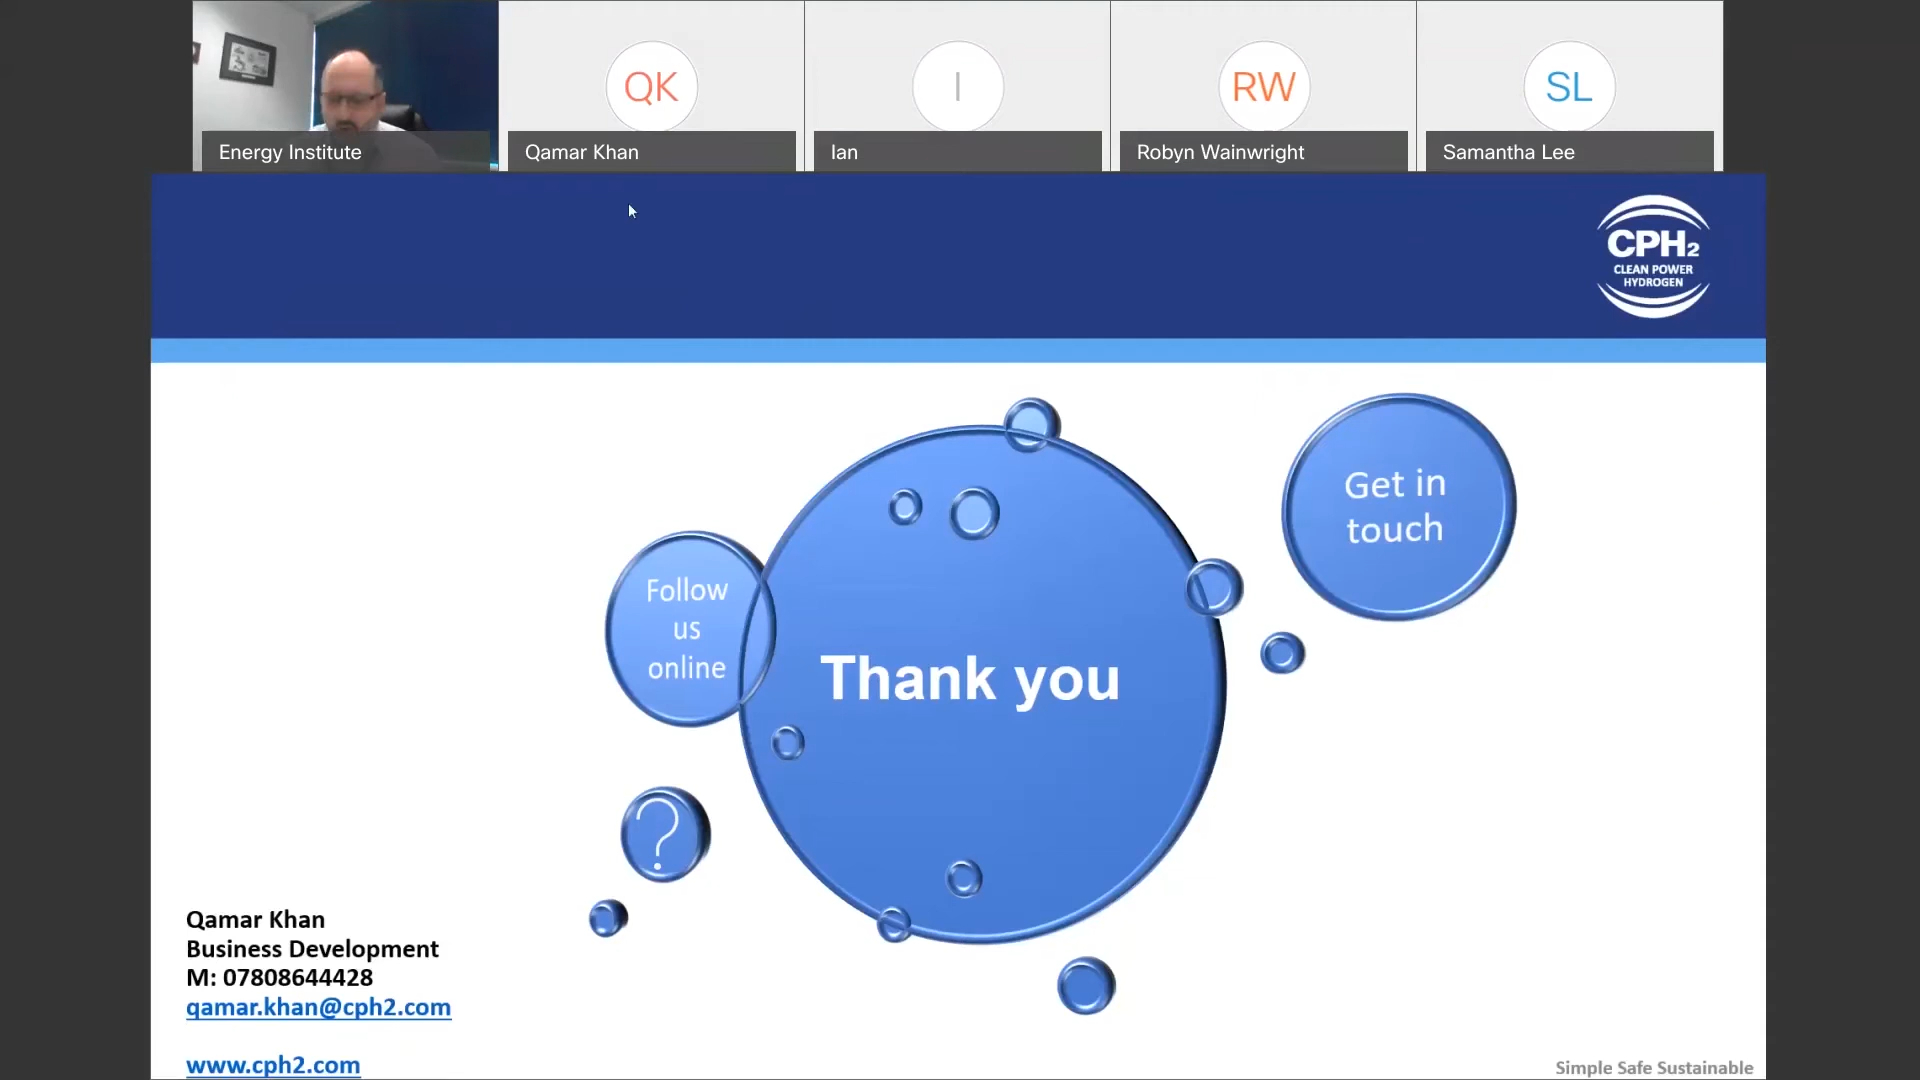 QK
I
RW
SL
Energy Institute
Qamar Khan
Ian
Robyn Wainwright
Samantha Lee
CPH2
CLEAN POWER
HYDROGEN
Get in
touch
Follow
us
online
Thank you
?
Qamar Khan
Business Development
M: 07808644428
qamar.khan@cph2.com
www.cph2.com
Simple Safe Sustainable